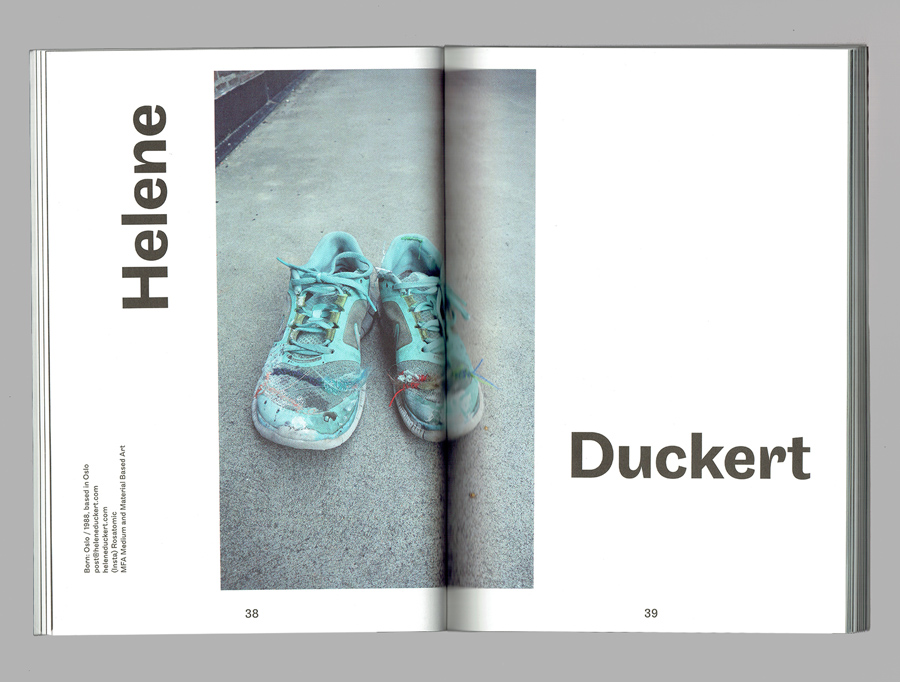 Helene
Born: Oslo / 1988, based in Oslo
post@heleneduckert.com
heleneduckert.com
(Insta) Rosatomic
MFA Medium and Material Based Art
38
Duckert
39